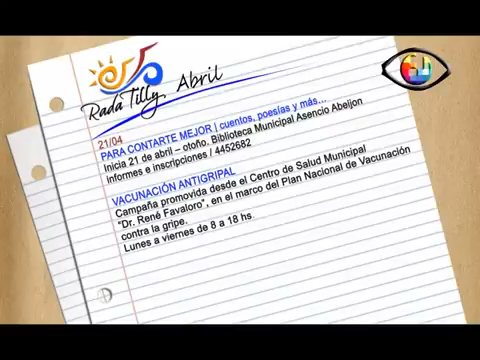 Rada Tilly
Abril
21/04
PARA CONTARTE MEJOR | cuentos, poesías y más...
Inicia 21 de abril – otoño. Biblioteca Municipal Asencio Abeijon
Informes e inscripciones / 4452682
VACUNACIÓN ANTIGRIPAL
Campaña promovida desde el Centro de Salud Municipal
"Dr. René Favaloro", en el marco del Plan Nacional de Vacunación
contra la gripe.
Lunes a viernes de 8 a 18 hs.